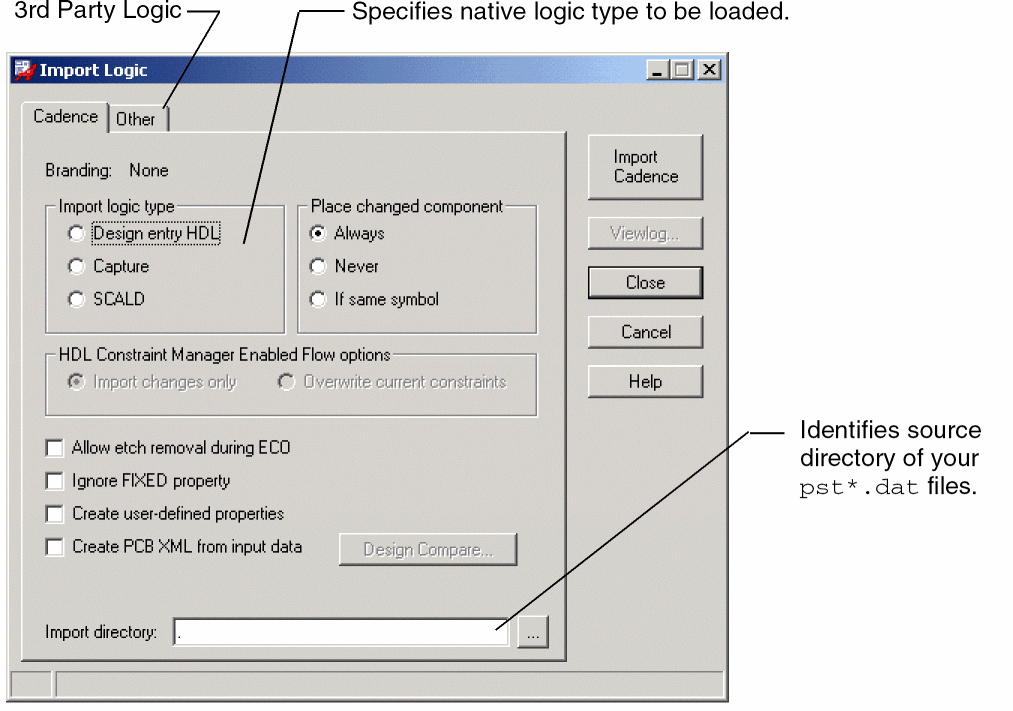 3rd Party Logic
Specifies native logic type to be loaded.
Import Logic
Cadence
Other
Branding: None
Import logic type
Design entry HDL
Capture
SCALD
Place changed component
Always
Never
If same symbol
HDL Constraint Manager Enabled Flow options
Import changes only
Overwrite current constraints
Allow etch removal during ECO
Ignore FIXED property
Create user-defined properties
Create PCB XML from input data
Design Compare...
Import directory: .
...
Import
Cadence
Viewlog...
Close
Cancel
Help
Identifies source
directory of your
pst*.dat files.